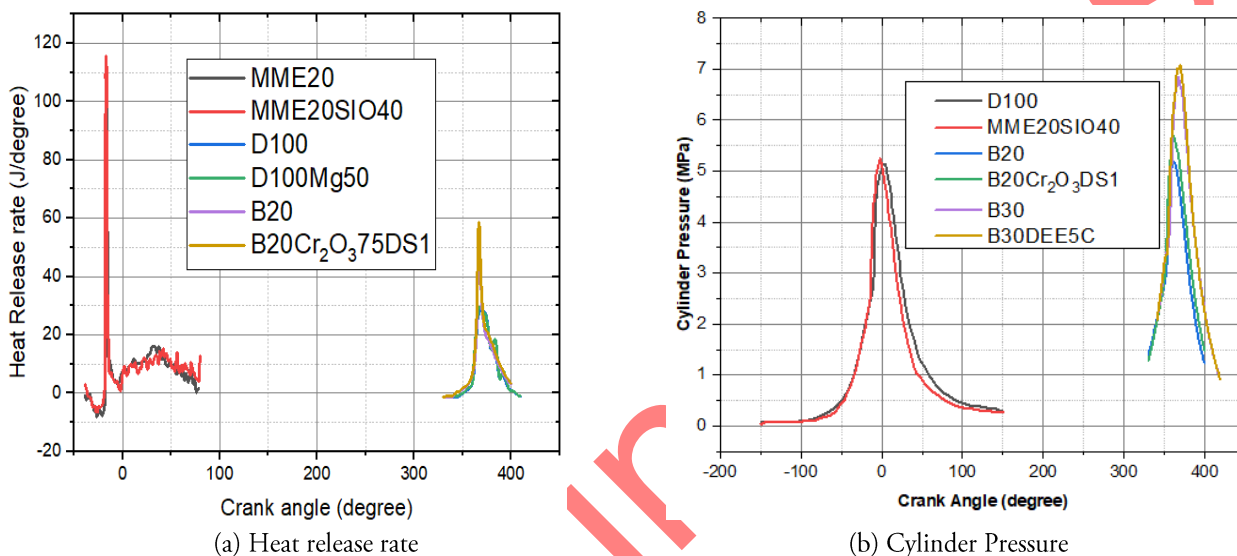 120
100
80
60
40
20
0
-20
0
100
200
300
400
Heat Release rate (J/degree)
Crank angle (degree)
MME20
MME20SIO40
D100
D100Mg50
B20
B20Cr₂O₃75DS1
(a) Heat release rate
8
7
6
5
4
3
2
1
0
-200
-100
0
100
200
300
400
Cylinder Pressure (MPa)
Crank Angle (degree)
D100
MME20SIO40
B20
B20Cr₂O₃DS1
B30
B30DEE5C
(b) Cylinder Pressure